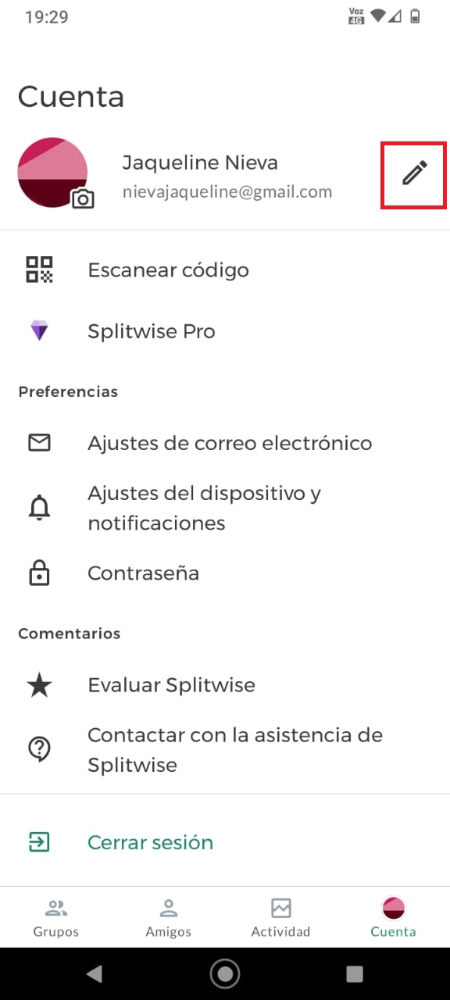 19:29
Voz
4G
Cuenta
Jaqueline Nieva
nievajaqueline@gmail.com
Escanear código
Splitwise Pro
Preferencias
Ajustes de correo electrónico
Ajustes del dispositivo y
notificaciones
Contraseña
Comentarios
Evaluar Splitwise
Contactar con la asistencia de
Splitwise
Cerrar sesión
Grupos
Amigos
Actividad
Cuenta